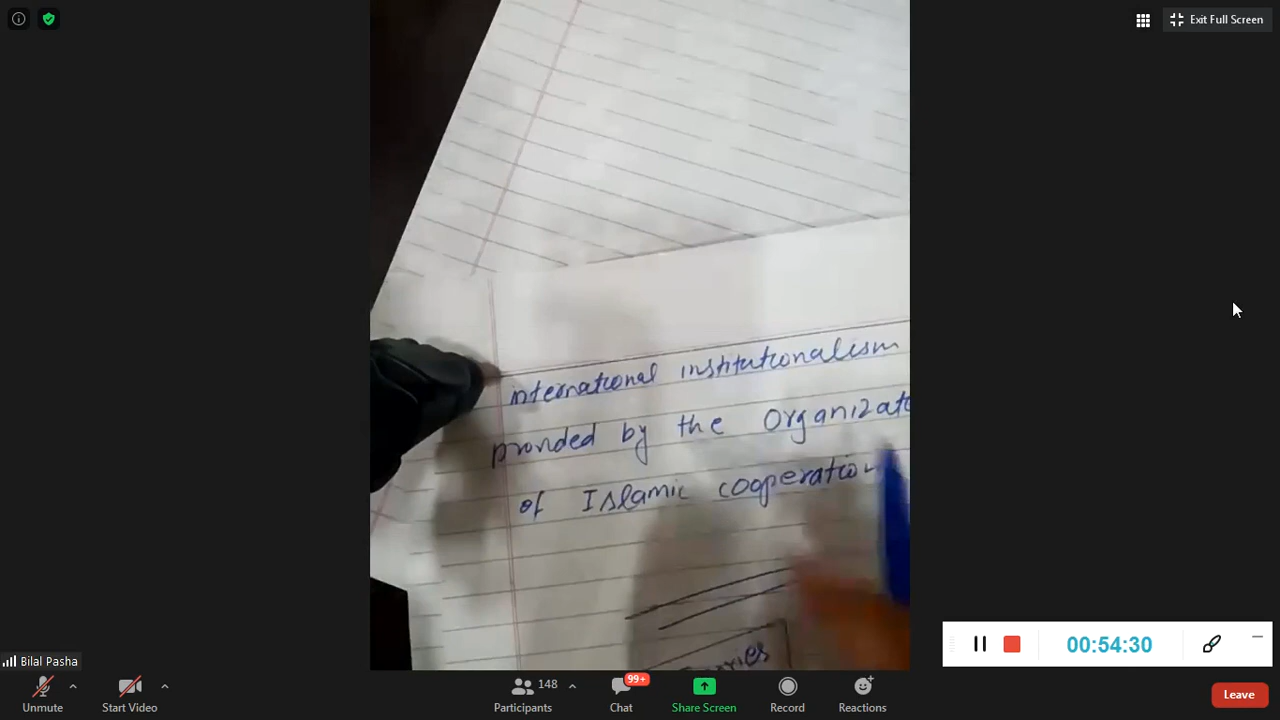 Exit Full Screen
international institutionalism
provided by the Organizat
of Islamic cooperation
00:54:30
Bilal Pasha
Unmute
Start Video
148
Participants
99+
Chat
Share Screen
Record
Reactions
Leave